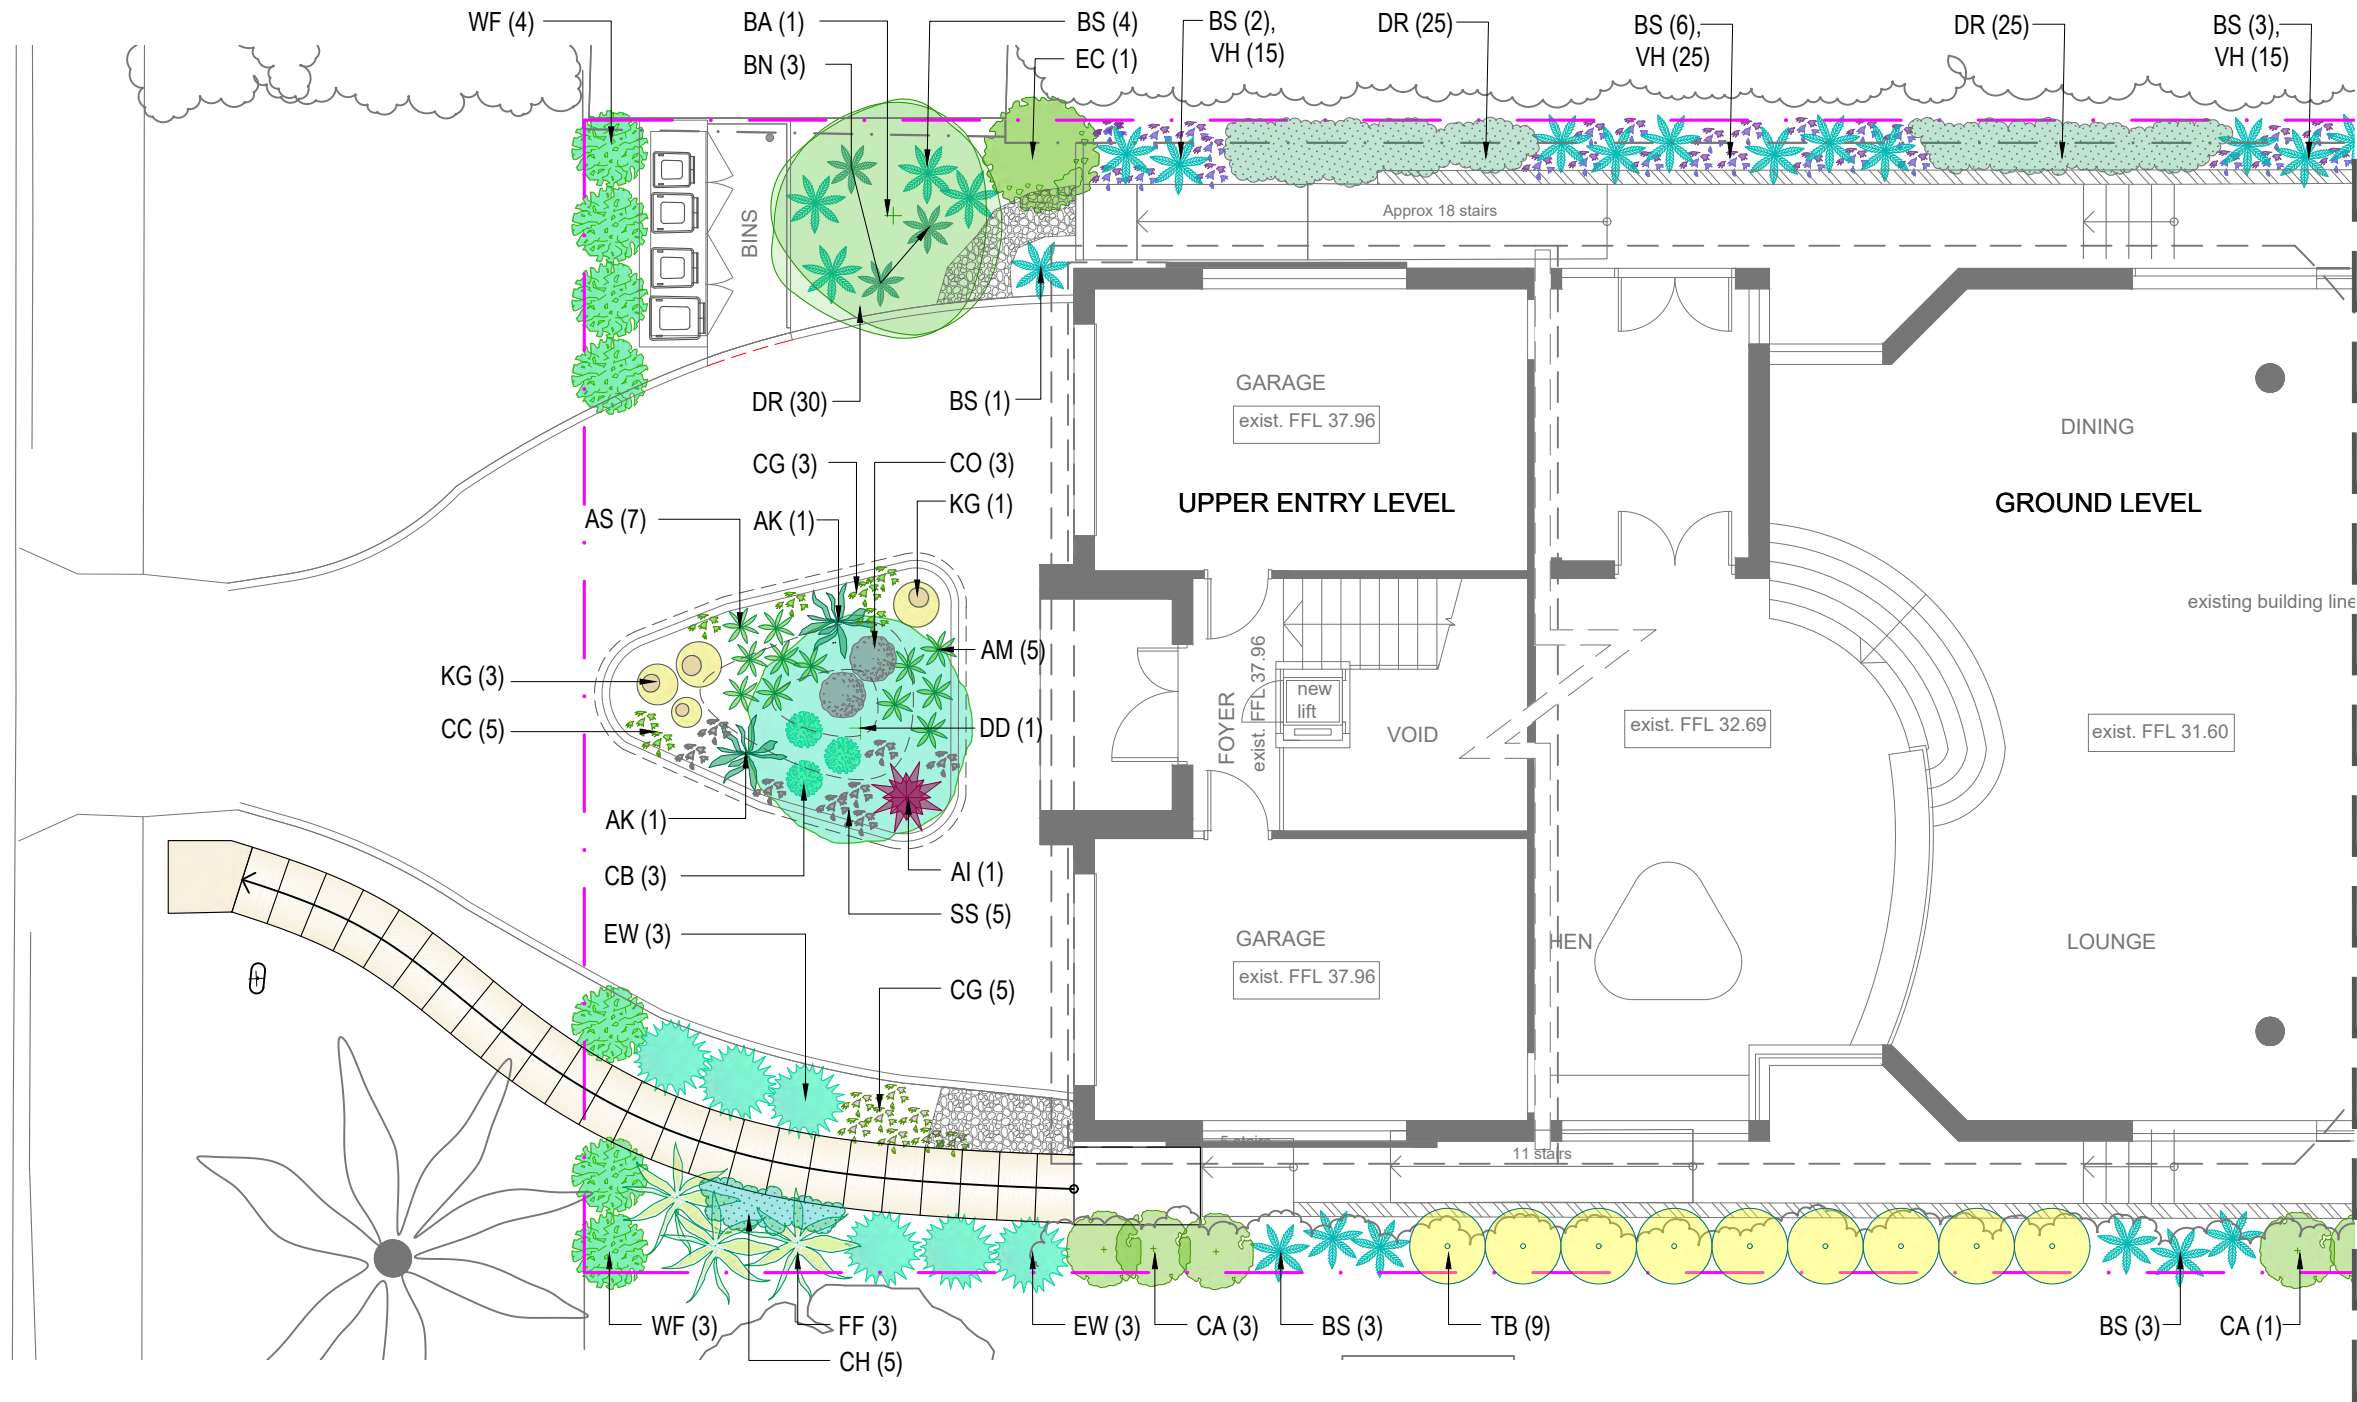 WF (4)
BA (1)
BN (3)
BS (4)
EC (1)
BS (2),
VH (15)
DR (25)
BS (6),
VH (25)
DR (25)
BS (3),
VH (15)
BINS
Approx 18 stairs
DR (30)
BS (1)
GARAGE
exist. FFL 37.96
DINING
CG (3)
CO (3)
KG (1)
AS (7)
AK (1)
UPPER ENTRY LEVEL
GROUND LEVEL
existing building line
AM (5)
KG (3)
CC (5)
DD (1)
FOYER
exist. FFL 37.96
new
lift
VOID
exist. FFL 32.69
exist. FFL 31.60
AK (1)
CB (3)
AI (1)
SS (5)
EW (3)
GARAGE
exist. FFL 37.96
HEN
LOUNGE
CG (5)
5 stairs
11 stairs
WF (3)
FF (3)
CH (5)
EW (3)
CA (3)
BS (3)
TB (9)
BS (3)
CA (1)